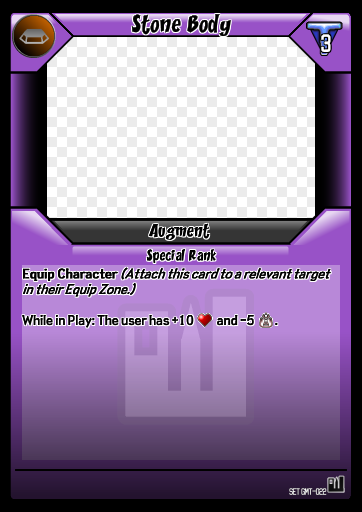 Stone Body
3
Augment
Special Rank
Equip Character (Attach this card to a relevant target
in their Equip Zone.)
While in Play: The user has +10 and -5 .
SET GMT-022